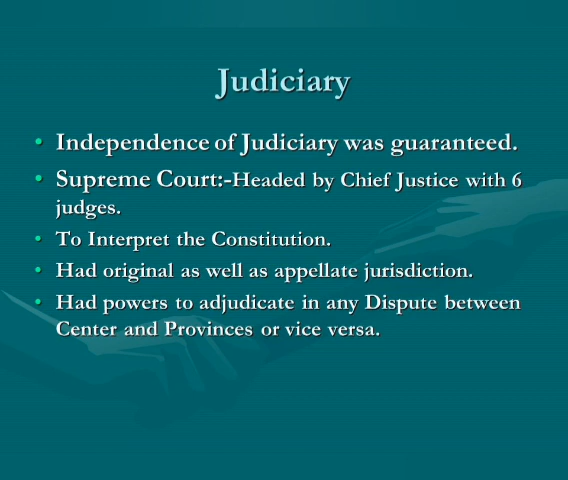 Judiciary
• Independence of Judiciary was guaranteed.
• Supreme Court:-Headed by Chief Justice with 6
judges.
• To Interpret the Constitution.
• Had original as well as appellate jurisdiction.
• Had powers to adjudicate in any Dispute between
Center and Provinces or vice versa.